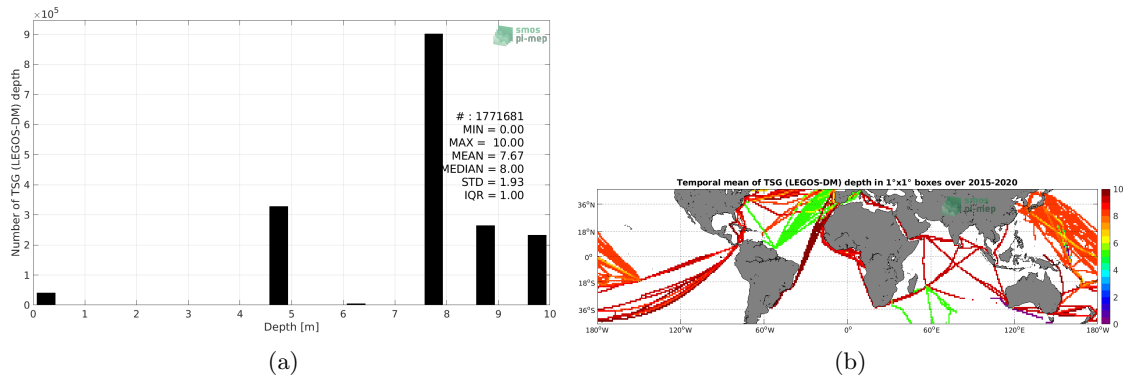 ×10⁵
smos
pi-mep
9
8
7
6
5
4
3
2
1
0
Number of TSG (LEGOS-DM) depth
# : 1771681
MIN = 0.00
MAX = 10.00
MEAN = 7.67
MEDIAN = 8.00
STD = 1.93
IQR = 1.00
0 1 2 3 4 5 6 7 8 9 10
Depth [m]
(a)
Temporal mean of TSG (LEGOS-DM) depth in 1°x1° boxes over 2015-2020
smos
pi-mep
36°N
18°N
0°
18°S
36°S
180°W 120°W 60°W 0° 60°E 120°E 180°W
10
8
6
4
2
0
(b)